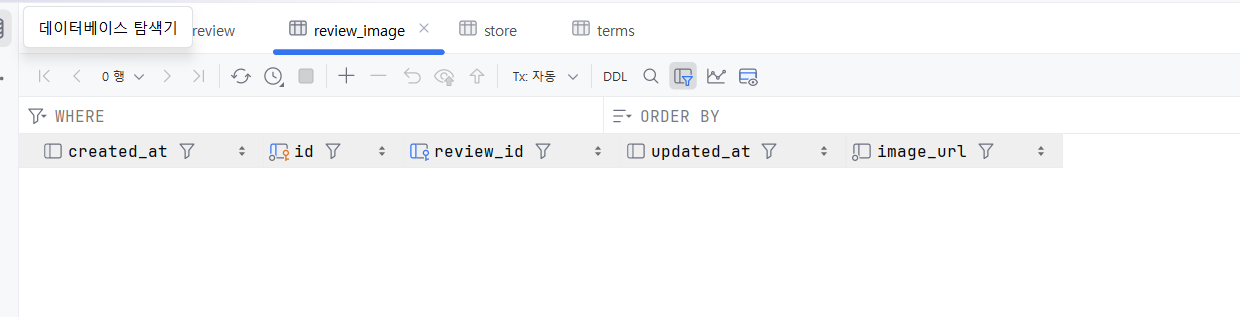 데이터베이스 탐색기 review review_image store terms
0 행 Tx: 자동 DDL
WHERE ORDER BY
created_at id review_id updated_at image_url